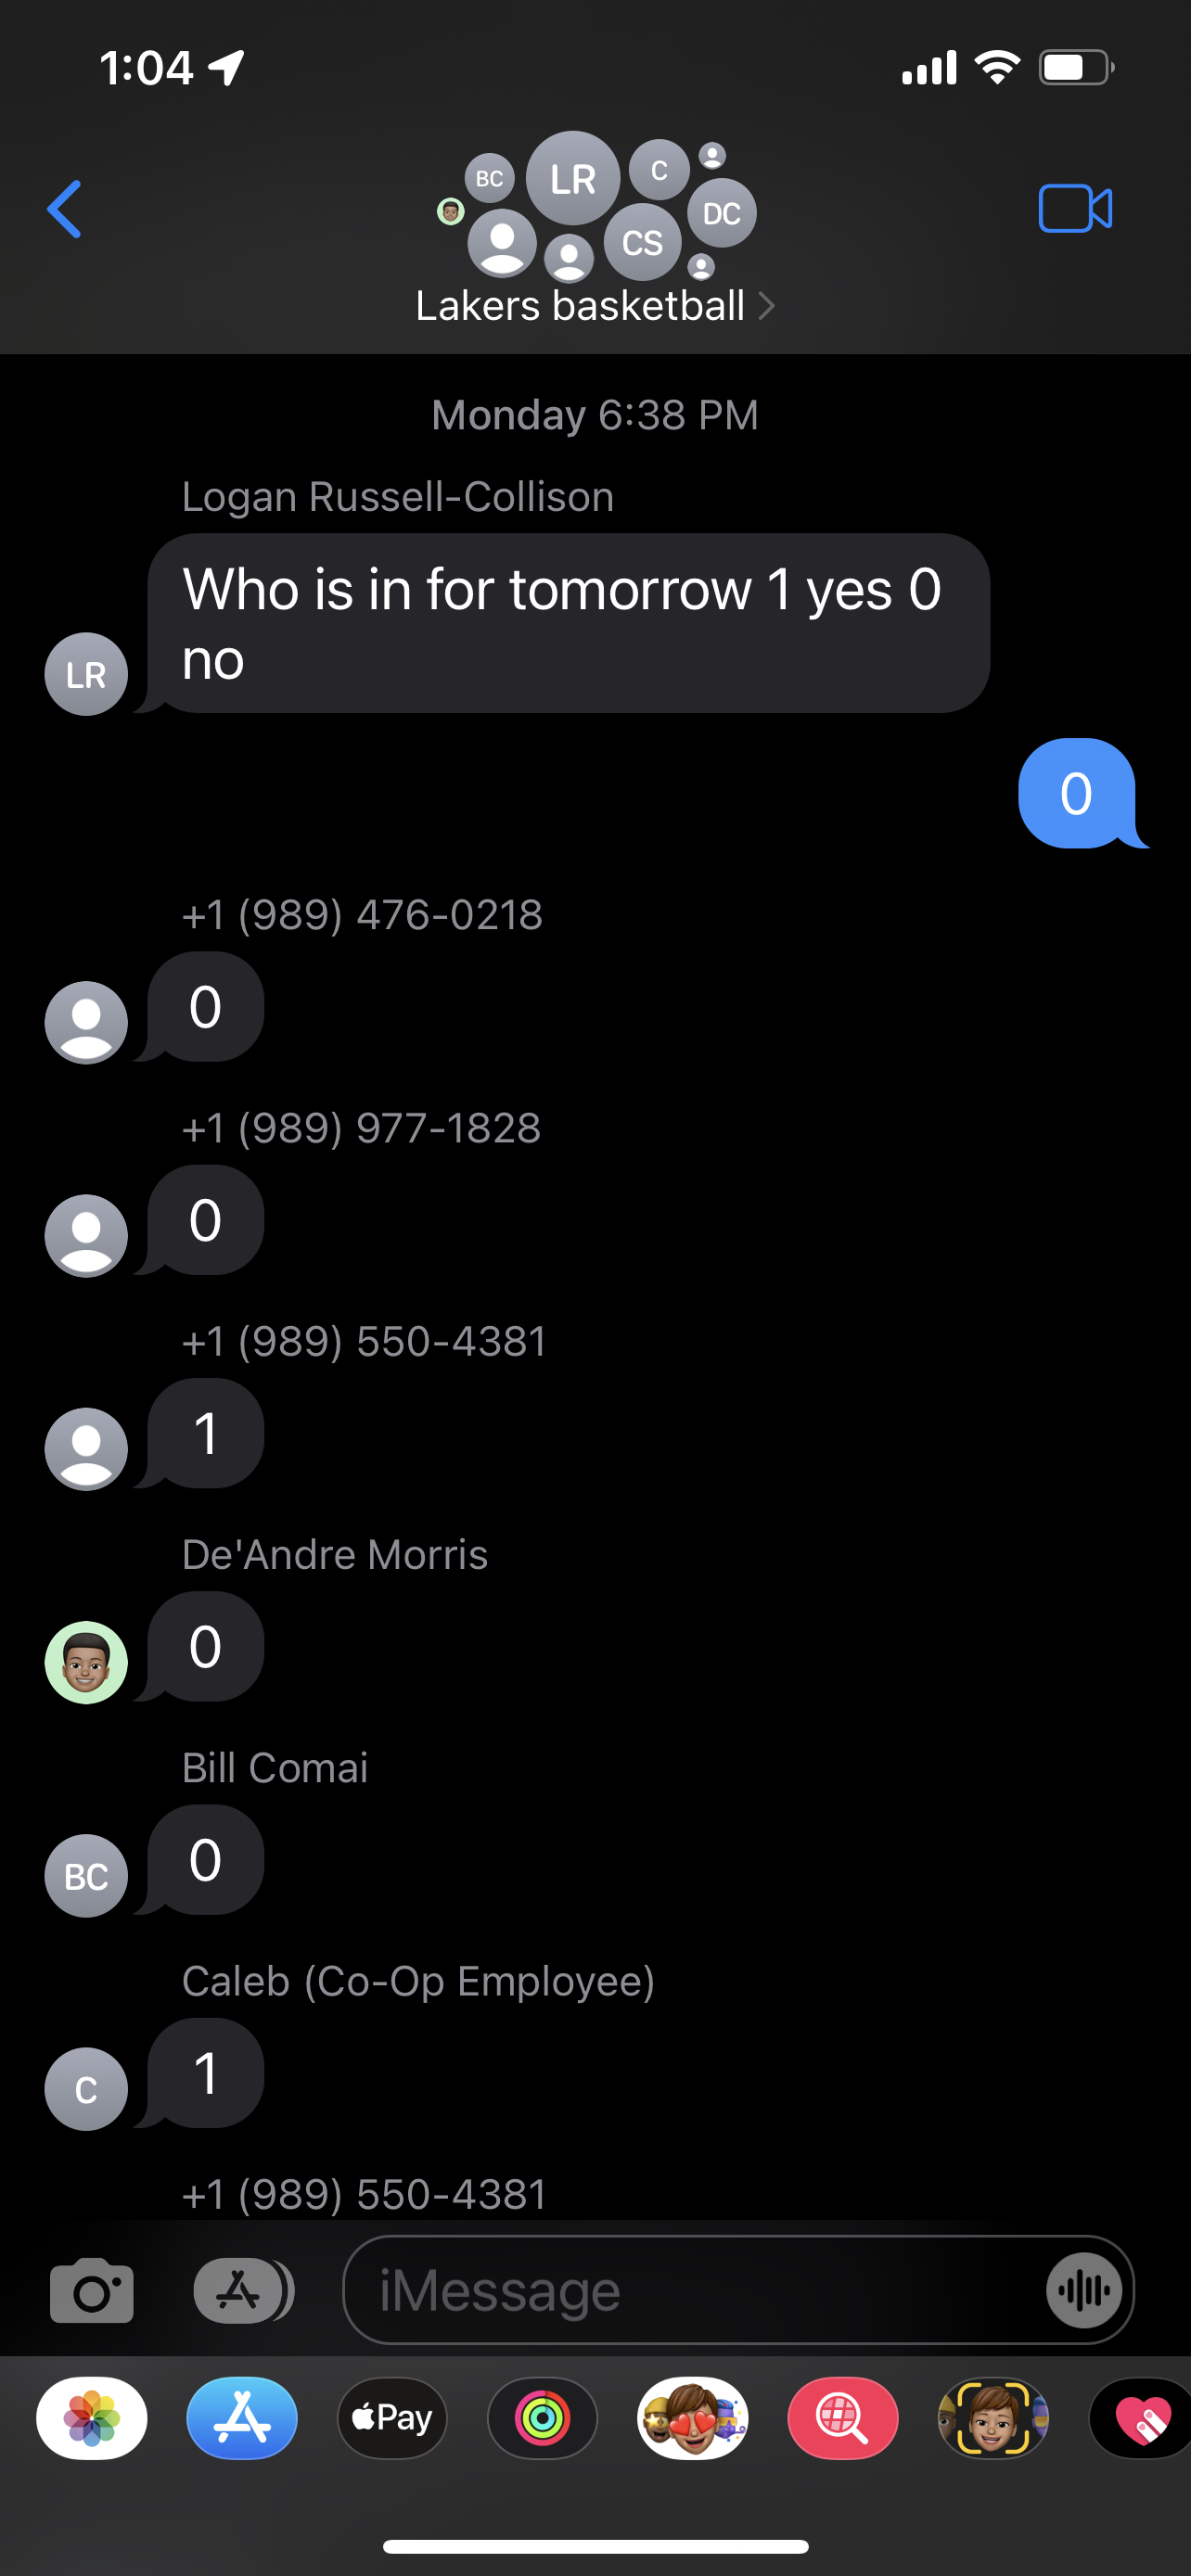 1:04
BC LR C DC CS
Lakers basketball
Monday 6:38 PM
Logan Russell-Collison
Who is in for tomorrow 1 yes 0
no
LR
0
+1 (989) 476-0218
0
+1 (989) 977-1828
0
+1 (989) 550-4381
1
De'Andre Morris
0
Bill Comai
0
BC
Caleb (Co-Op Employee)
1
C
+1 (989) 550-4381
iMessage
Pay